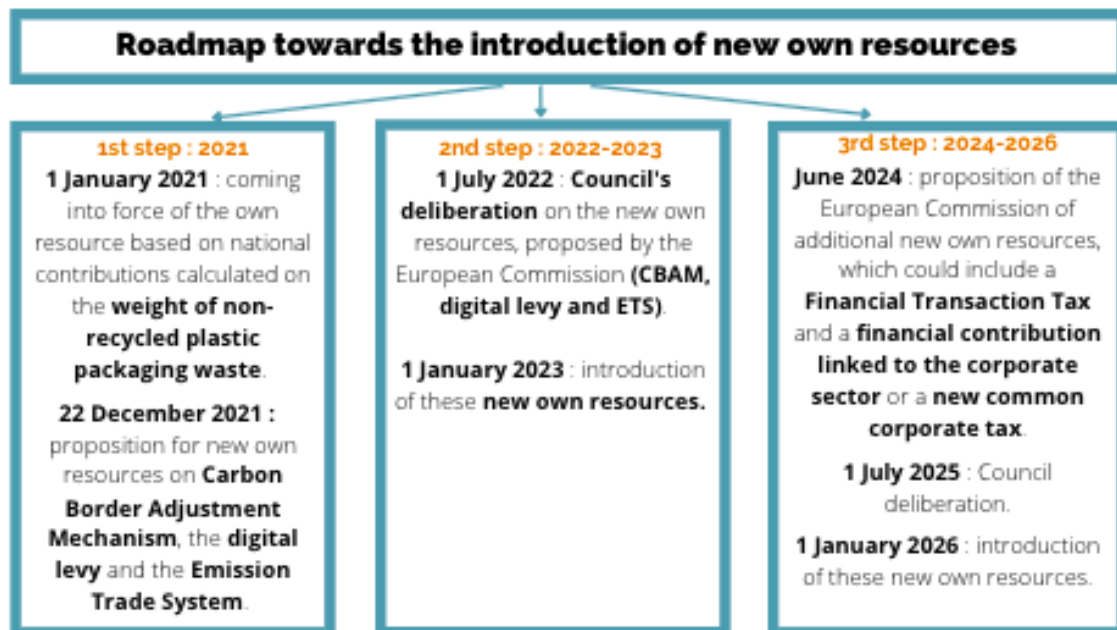 Roadmap towards the introduction of new own resources
1st step : 2021
1 January 2021 : coming
into force of the own
resource based on national
contributions calculated on
the weight of non-
recycled plastic
packaging waste.
22 December 2021 :
proposition for new own
resources on Carbon
Border Adjustment
Mechanism, the digital
levy and the Emission
Trade System.
2nd step : 2022-2023
1 July 2022 : Council's
deliberation on the new own
resources, proposed by the
European Commission (CBAM,
digital levy and ETS).
1 January 2023 : introduction
of these new own resources.
3rd step : 2024-2026
June 2024 : proposition of the
European Commission of
additional new own resources,
which could include a
Financial Transaction Tax
and a financial contribution
linked to the corporate
sector or a new common
corporate tax.
1 July 2025 : Council
deliberation.
1 January 2026 : introduction
of these new own resources.